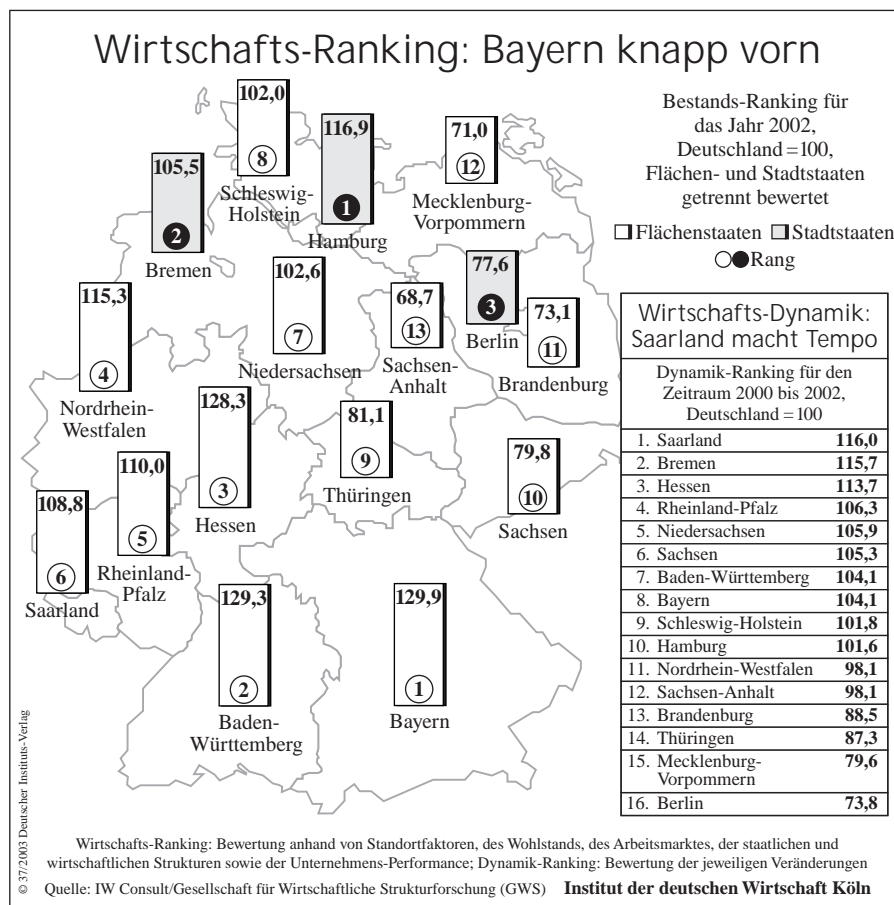 Wirtschafts-Ranking: Bayern knapp vorn
Bestands-Ranking für
das Jahr 2002,
Deutschland=100,
Flächen- und Stadtstaaten
getrennt bewertet
Flächenstaaten Stadtstaaten
Rang
102,0
8
Schleswig-
Holstein
116,9
1
Hamburg
71,0
12
Mecklenburg-
Vorpommern
105,5
2
Bremen
102,6
7
Niedersachsen
68,7
13
Sachsen-
Anhalt
77,6
3
Berlin
73,1
11
Brandenburg
115,3
4
Nordrhein-
Westfalen
128,3
3
Hessen
81,1
9
Thüringen
79,8
10
Sachsen
108,8
6
Saarland
110,0
5
Rheinland-
Pfalz
129,3
2
Baden-
Württemberg
129,9
1
Bayern
Wirtschafts-Dynamik:
Saarland macht Tempo
Dynamik-Ranking für den
Zeitraum 2000 bis 2002,
Deutschland=100
1. Saarland 116,0
2. Bremen 115,7
3. Hessen 113,7
4. Rheinland-Pfalz 106,3
5. Niedersachsen 105,9
6. Sachsen 105,3
7. Baden-Württemberg 104,1
8. Bayern 104,1
9. Schleswig-Holstein 101,8
10. Hamburg 101,6
11. Nordrhein-Westfalen 98,1
12. Sachsen-Anhalt 98,1
13. Brandenburg 88,5
14. Thüringen 87,3
15. Mecklenburg-
Vorpommern 79,6
16. Berlin 73,8
© 37/2003 Deutscher Instituts-Verlag
Wirtschafts-Ranking: Bewertung anhand von Standortfaktoren, des Wohlstands, des Arbeitsmarktes, der staatlichen und
wirtschaftlichen Strukturen sowie der Unternehmens-Performance; Dynamik-Ranking: Bewertung der jeweiligen Veränderungen
Quelle: IW Consult/Gesellschaft für Wirtschaftliche Strukturforschung (GWS) Institut der deutschen Wirtschaft Köln